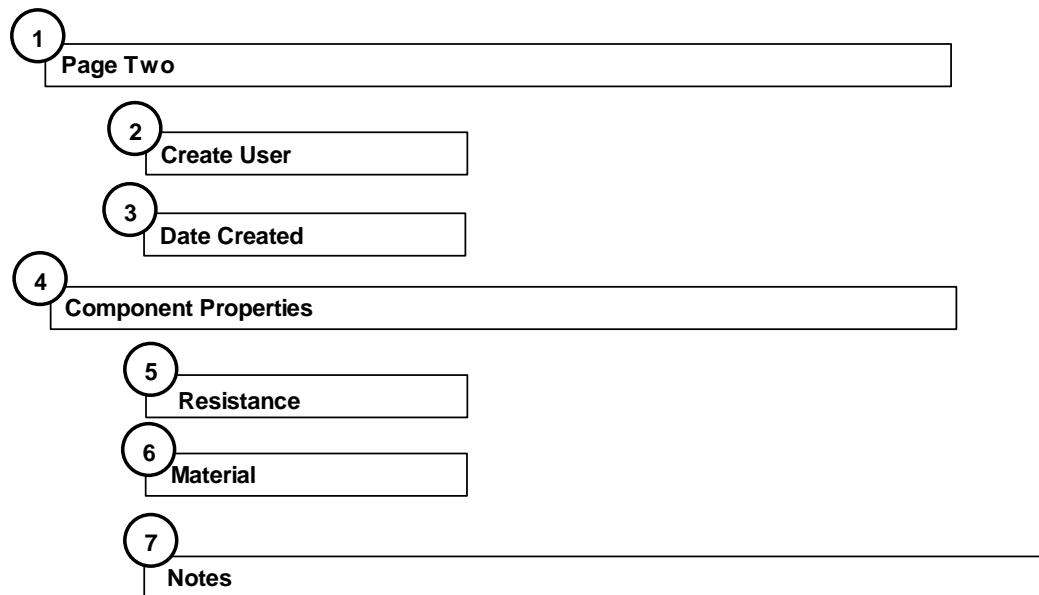 1
Page Two
2
Create User
3
Date Created
4
Component Properties
5
Resistance
6
Material
7
Notes